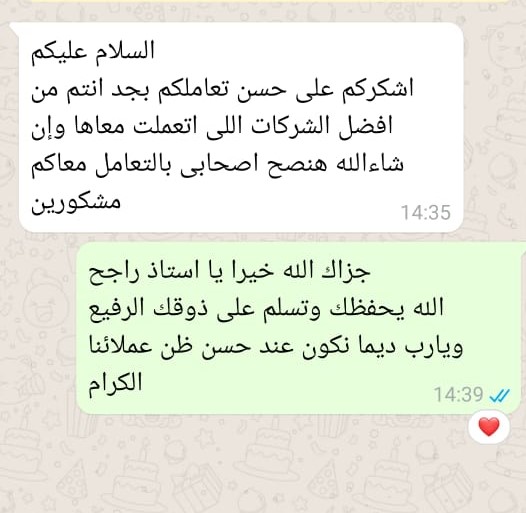 السلام عليكم
اشكركم على حسن تعاملكم بجد انتم من
افضل الشركات اللى اتعملت معاها وإن
شاءالله هنصح اصحابى بالتعامل معاكم
مشكورين
14:35
جزاك الله خيرا يا استاذ راجح
الله يحفظك وتسلم على ذوقك الرفيع
ويارب ديما نكون عند حسن ظن عملائنا
الكرام
14:39